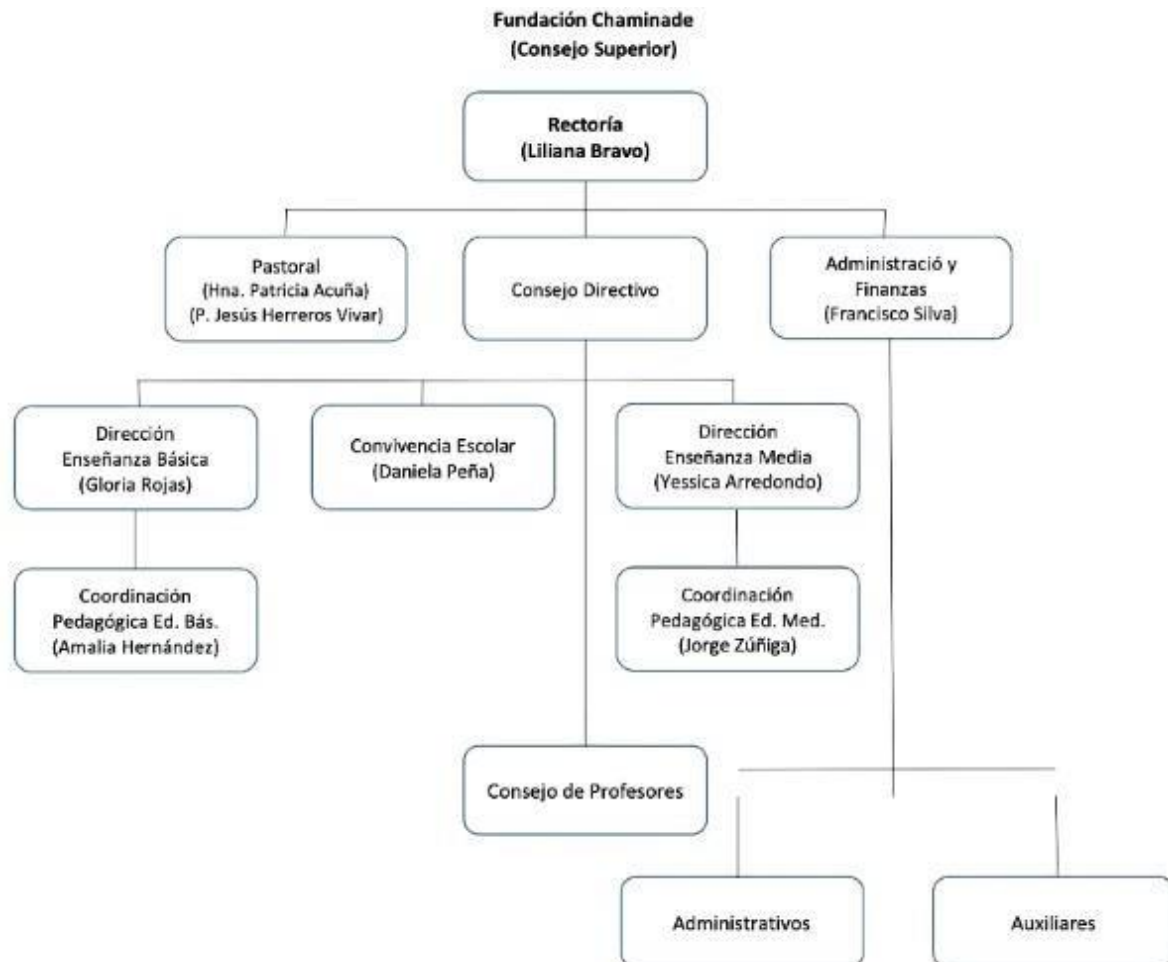 Fundación Chaminade
(Consejo Superior)
Rectoría
(Liliana Bravo)
Pastoral
(Hna. Patricia Acuña)
(P. Jesús Herreros Vivar)
Consejo Directivo
Administració y
Finanzas
(Francisco Silva)
Dirección
Enseñanza Básica
(Gloria Rojas)
Convivencia Escolar
(Daniela Peña)
Dirección
Enseñanza Media
(Yessica Arredondo)
Coordinación
Pedagógica Ed. Bás.
(Amalia Hernández)
Coordinación
Pedagógica Ed. Med.
(Jorge Zúñiga)
Consejo de Profesores
Administrativos
Auxiliares